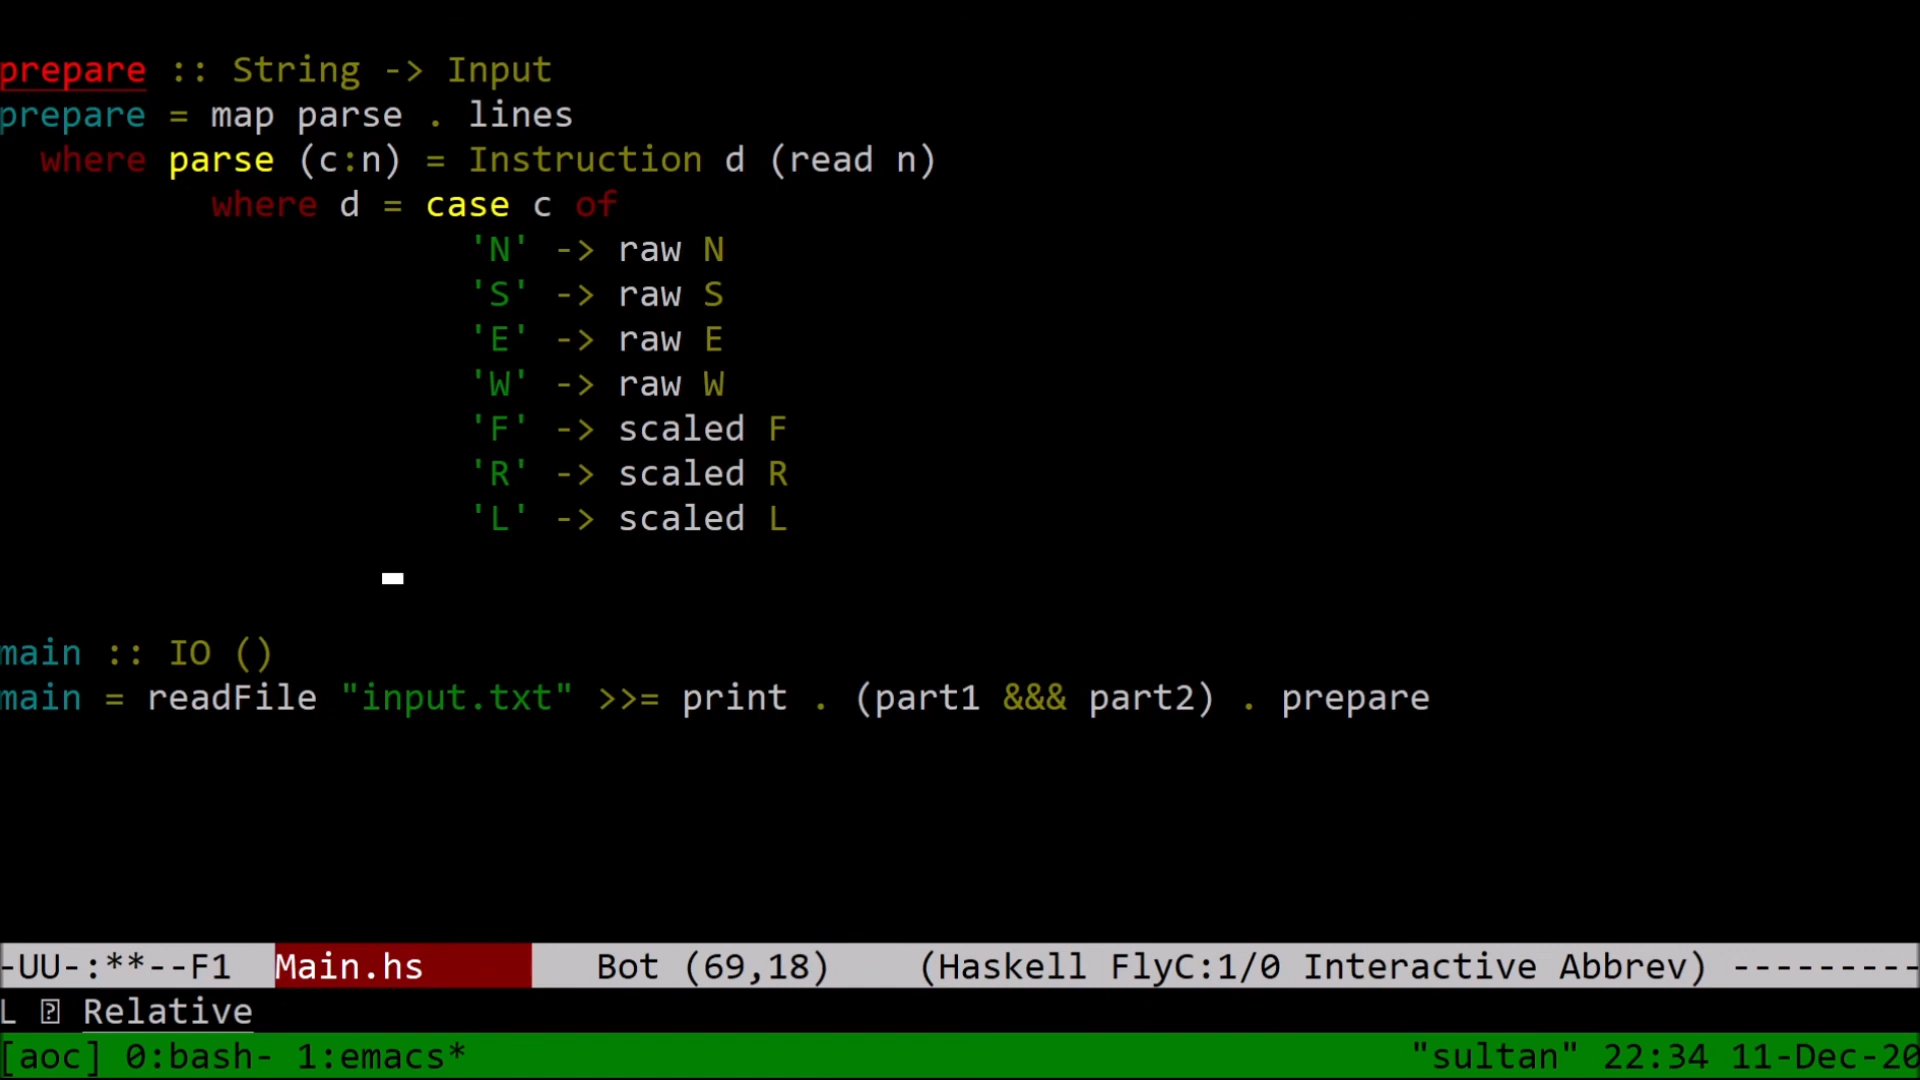 prepare :: String -> Input
prepare = map parse . lines
  where parse (c:n) = Instruction d (read n)
          where d = case c of
                      'N' -> raw N
                      'S' -> raw S
                      'E' -> raw E
                      'W' -> raw W
                      'F' -> scaled F
                      'R' -> scaled R
                      'L' -> scaled L
main :: IO ()
main = readFile "input.txt" >>= print . (part1 &&& part2) . prepare
-UU-:**--F1  Main.hs        Bot (69,18)    (Haskell FlyC:1/0 Interactive Abbrev) ---------
L ⍰ Relative
[aoc] 0:bash- 1:emacs* "sultan" 22:34 11-Dec-20